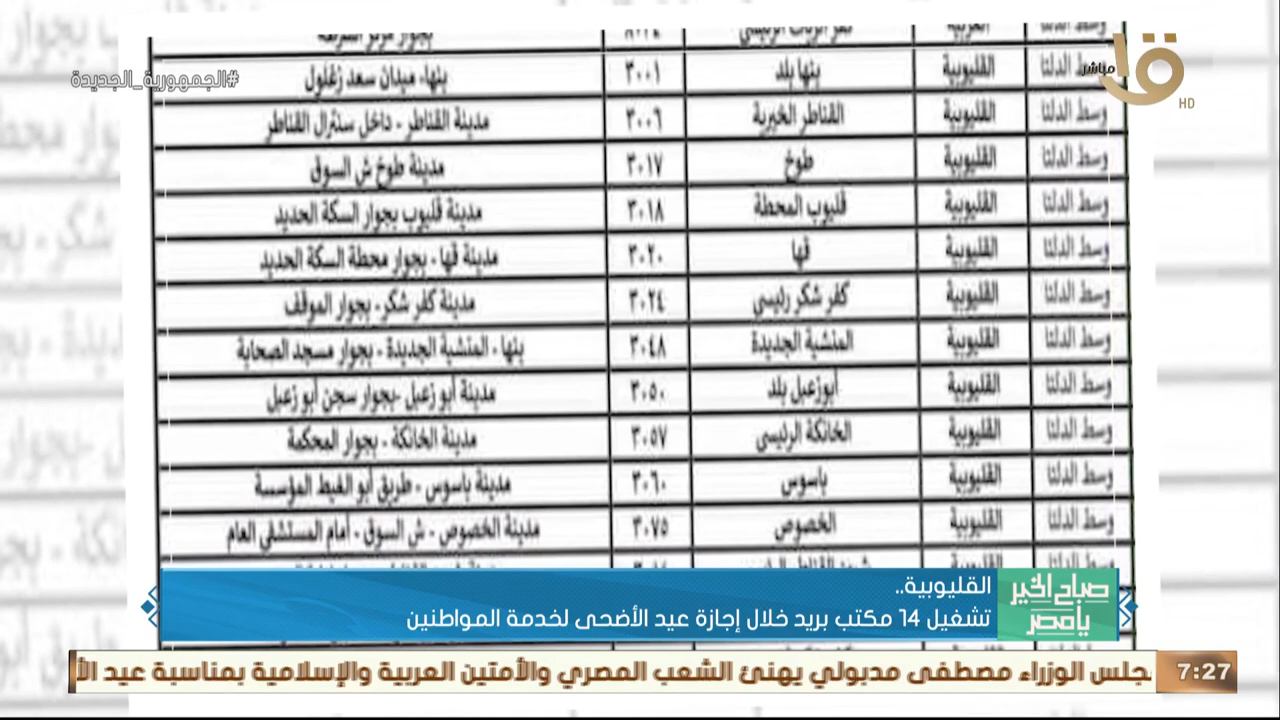 #الجمهورية_الجديدة
مباشر
HD
وسط الدلتا القليوبية بنها بلد ٣٠٠١ بنها- ميدان سعد زغلول
وسط الدلتا القليوبية القناطر الخيرية ٣٠٠٦ مدينة القناطر - داخل سنترال القناطر
وسط الدلتا القليوبية طوخ ٣٠١٧ مدينة طوخ ش السوق
وسط الدلتا القليوبية قليوب المحطة ٣٠١٨ مدينة قليوب بجوار السكة الحديد
وسط الدلتا القليوبية قها ٣٠٢٠ مدينة قها - بجوار محطة السكة الحديد
وسط الدلتا القليوبية كفر شكر رئيسي ٣٠٢٤ مدينة كفر شكر- بجوار الموقف
وسط الدلتا القليوبية المنشية الجديدة ٣٠٤٨ بنها - المنشية الجديدة - بجوار مسجد الصحابة
وسط الدلتا القليوبية أبوزعبل بلد ٣٠٥٠ مدينة أبو زعبل -بجوار سجن أبو زعبل
وسط الدلتا القليوبية الخانكة الرئيسى ٣٠٥٧ مدينة الخانكة - بجوار المحكمة
وسط الدلتا القليوبية باسوس ٣٠٦٠ مدينة باسوس - طريق أبو الغيط المؤسسة
وسط الدلتا القليوبية الخصوص ٣٠٧٥ مدينة الخصوص - ش السوق - أمام المستشفى العام
صباح الخير
يا مصر
القليوبية..
تشغيل 14 مكتب بريد خلال إجازة عيد الأضحى لخدمة المواطنين
7:27 جلس الوزراء مصطفى مدبولي يهنئ الشعب المصري والأمتين العربية والإسلامية بمناسبة عيد الأ